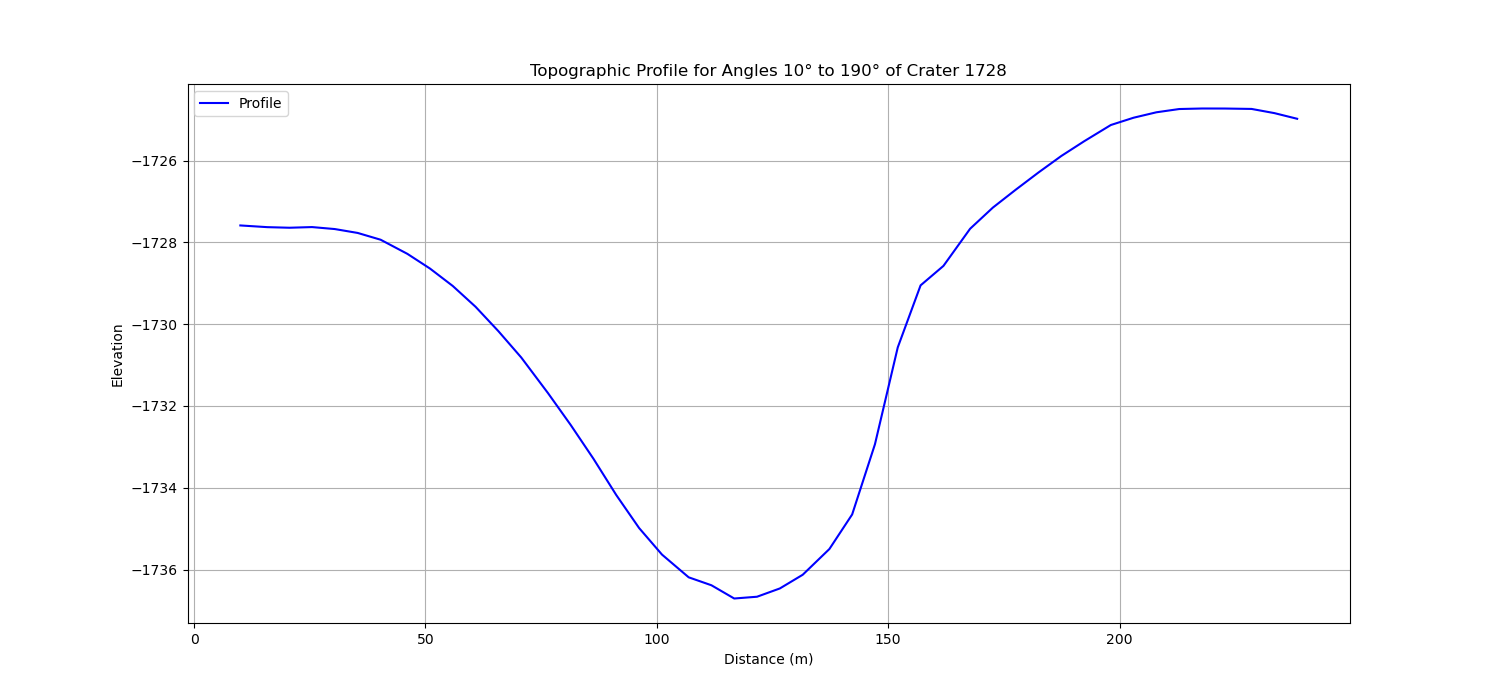 Topographic Profile for Angles 10° to 190° of Crater 1728
Profile
−1726
−1728
−1730
−1732
−1734
−1736
Elevation
0
50
100
150
200
Distance (m)